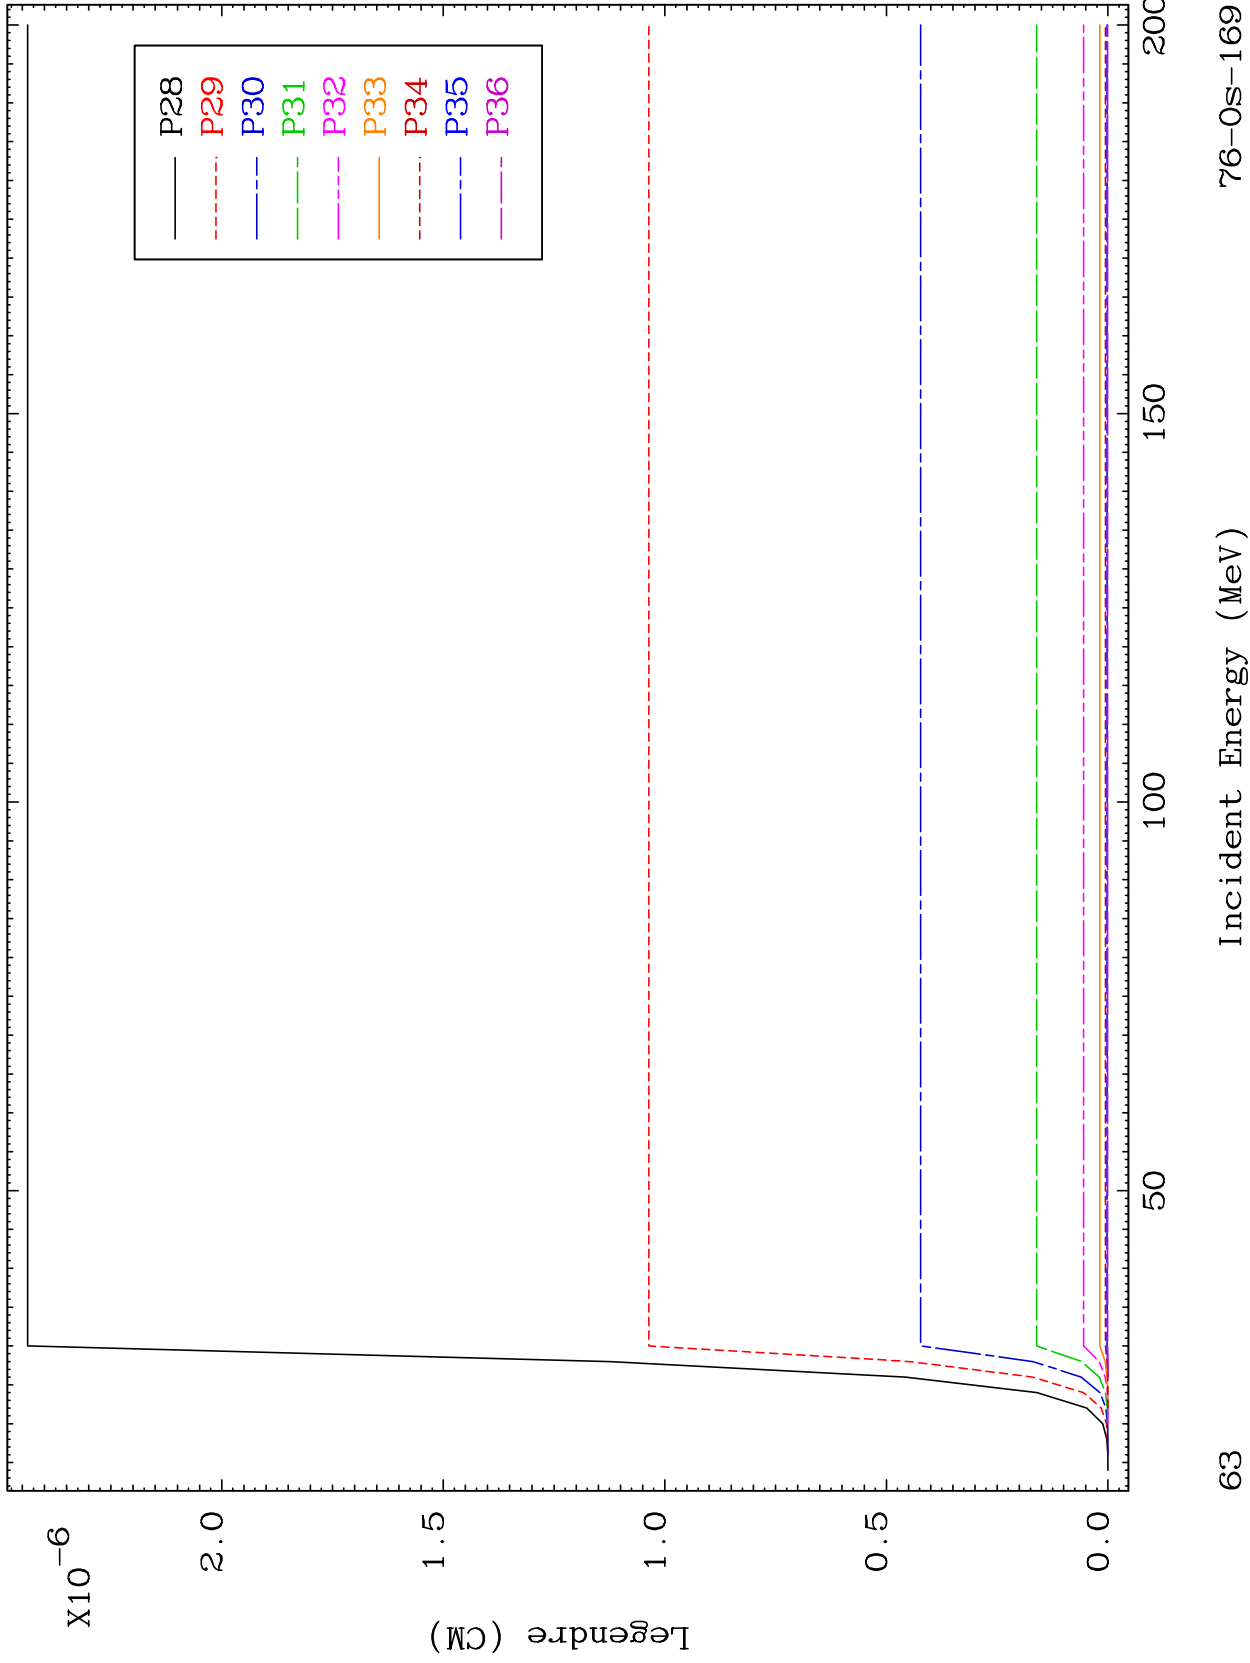 X10-6
2.0
1.5
1.0
0.5
0.0
Legendre (CM)
P28
P29
P30
P31
P32
P33
P34
P35
P36
50
100
150
200
Incident Energy (MeV)
63
76-Os-169